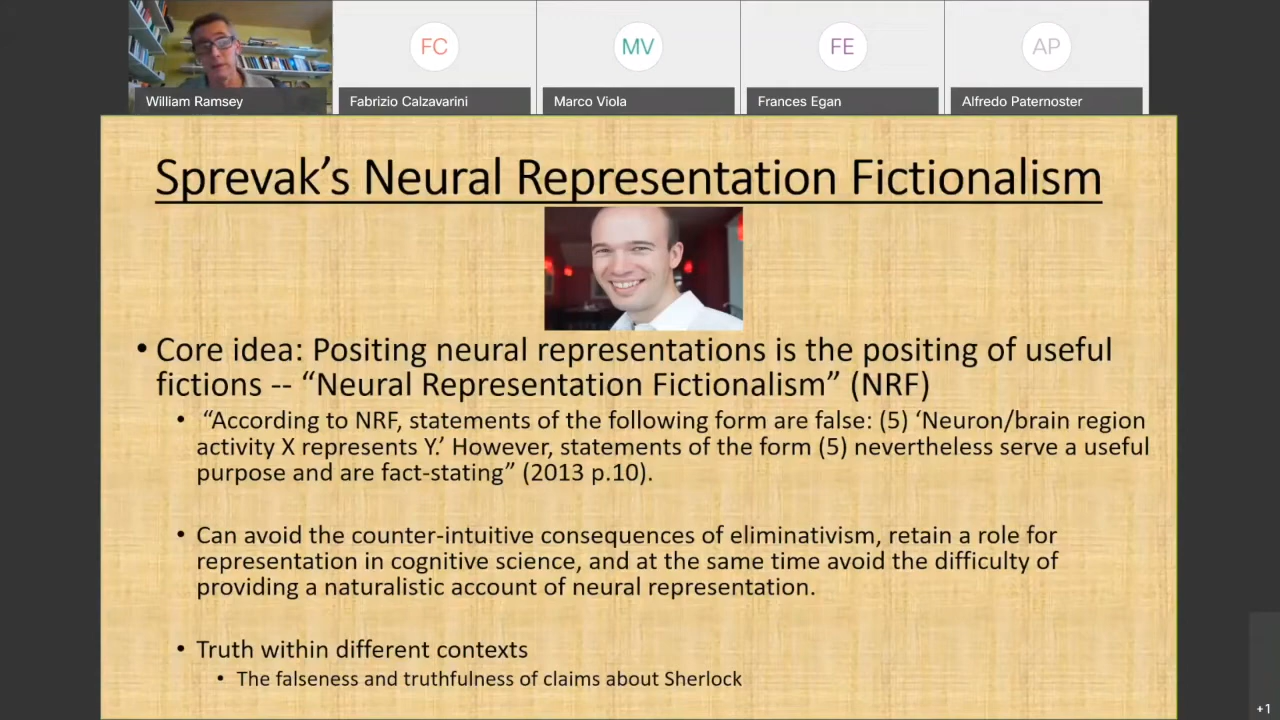 FC
MV
FE
AP
William Ramsey
Fabrizio Calzavarini
Marco Viola
Frances Egan
Alfredo Paternoster
Sprevak's Neural Representation Fictionalism
• Core idea: Positing neural representations is the positing of useful
fictions -- “Neural Representation Fictionalism” (NRF)
• “According to NRF, statements of the following form are false: (5) ‘Neuron/brain region
activity X represents Y.’ However, statements of the form (5) nevertheless serve a useful
purpose and are fact-stating” (2013 p.10).
• Can avoid the counter-intuitive consequences of eliminativism, retain a role for
representation in cognitive science, and at the same time avoid the difficulty of
providing a naturalistic account of neural representation.
• Truth within different contexts
• The falseness and truthfulness of claims about Sherlock
+1